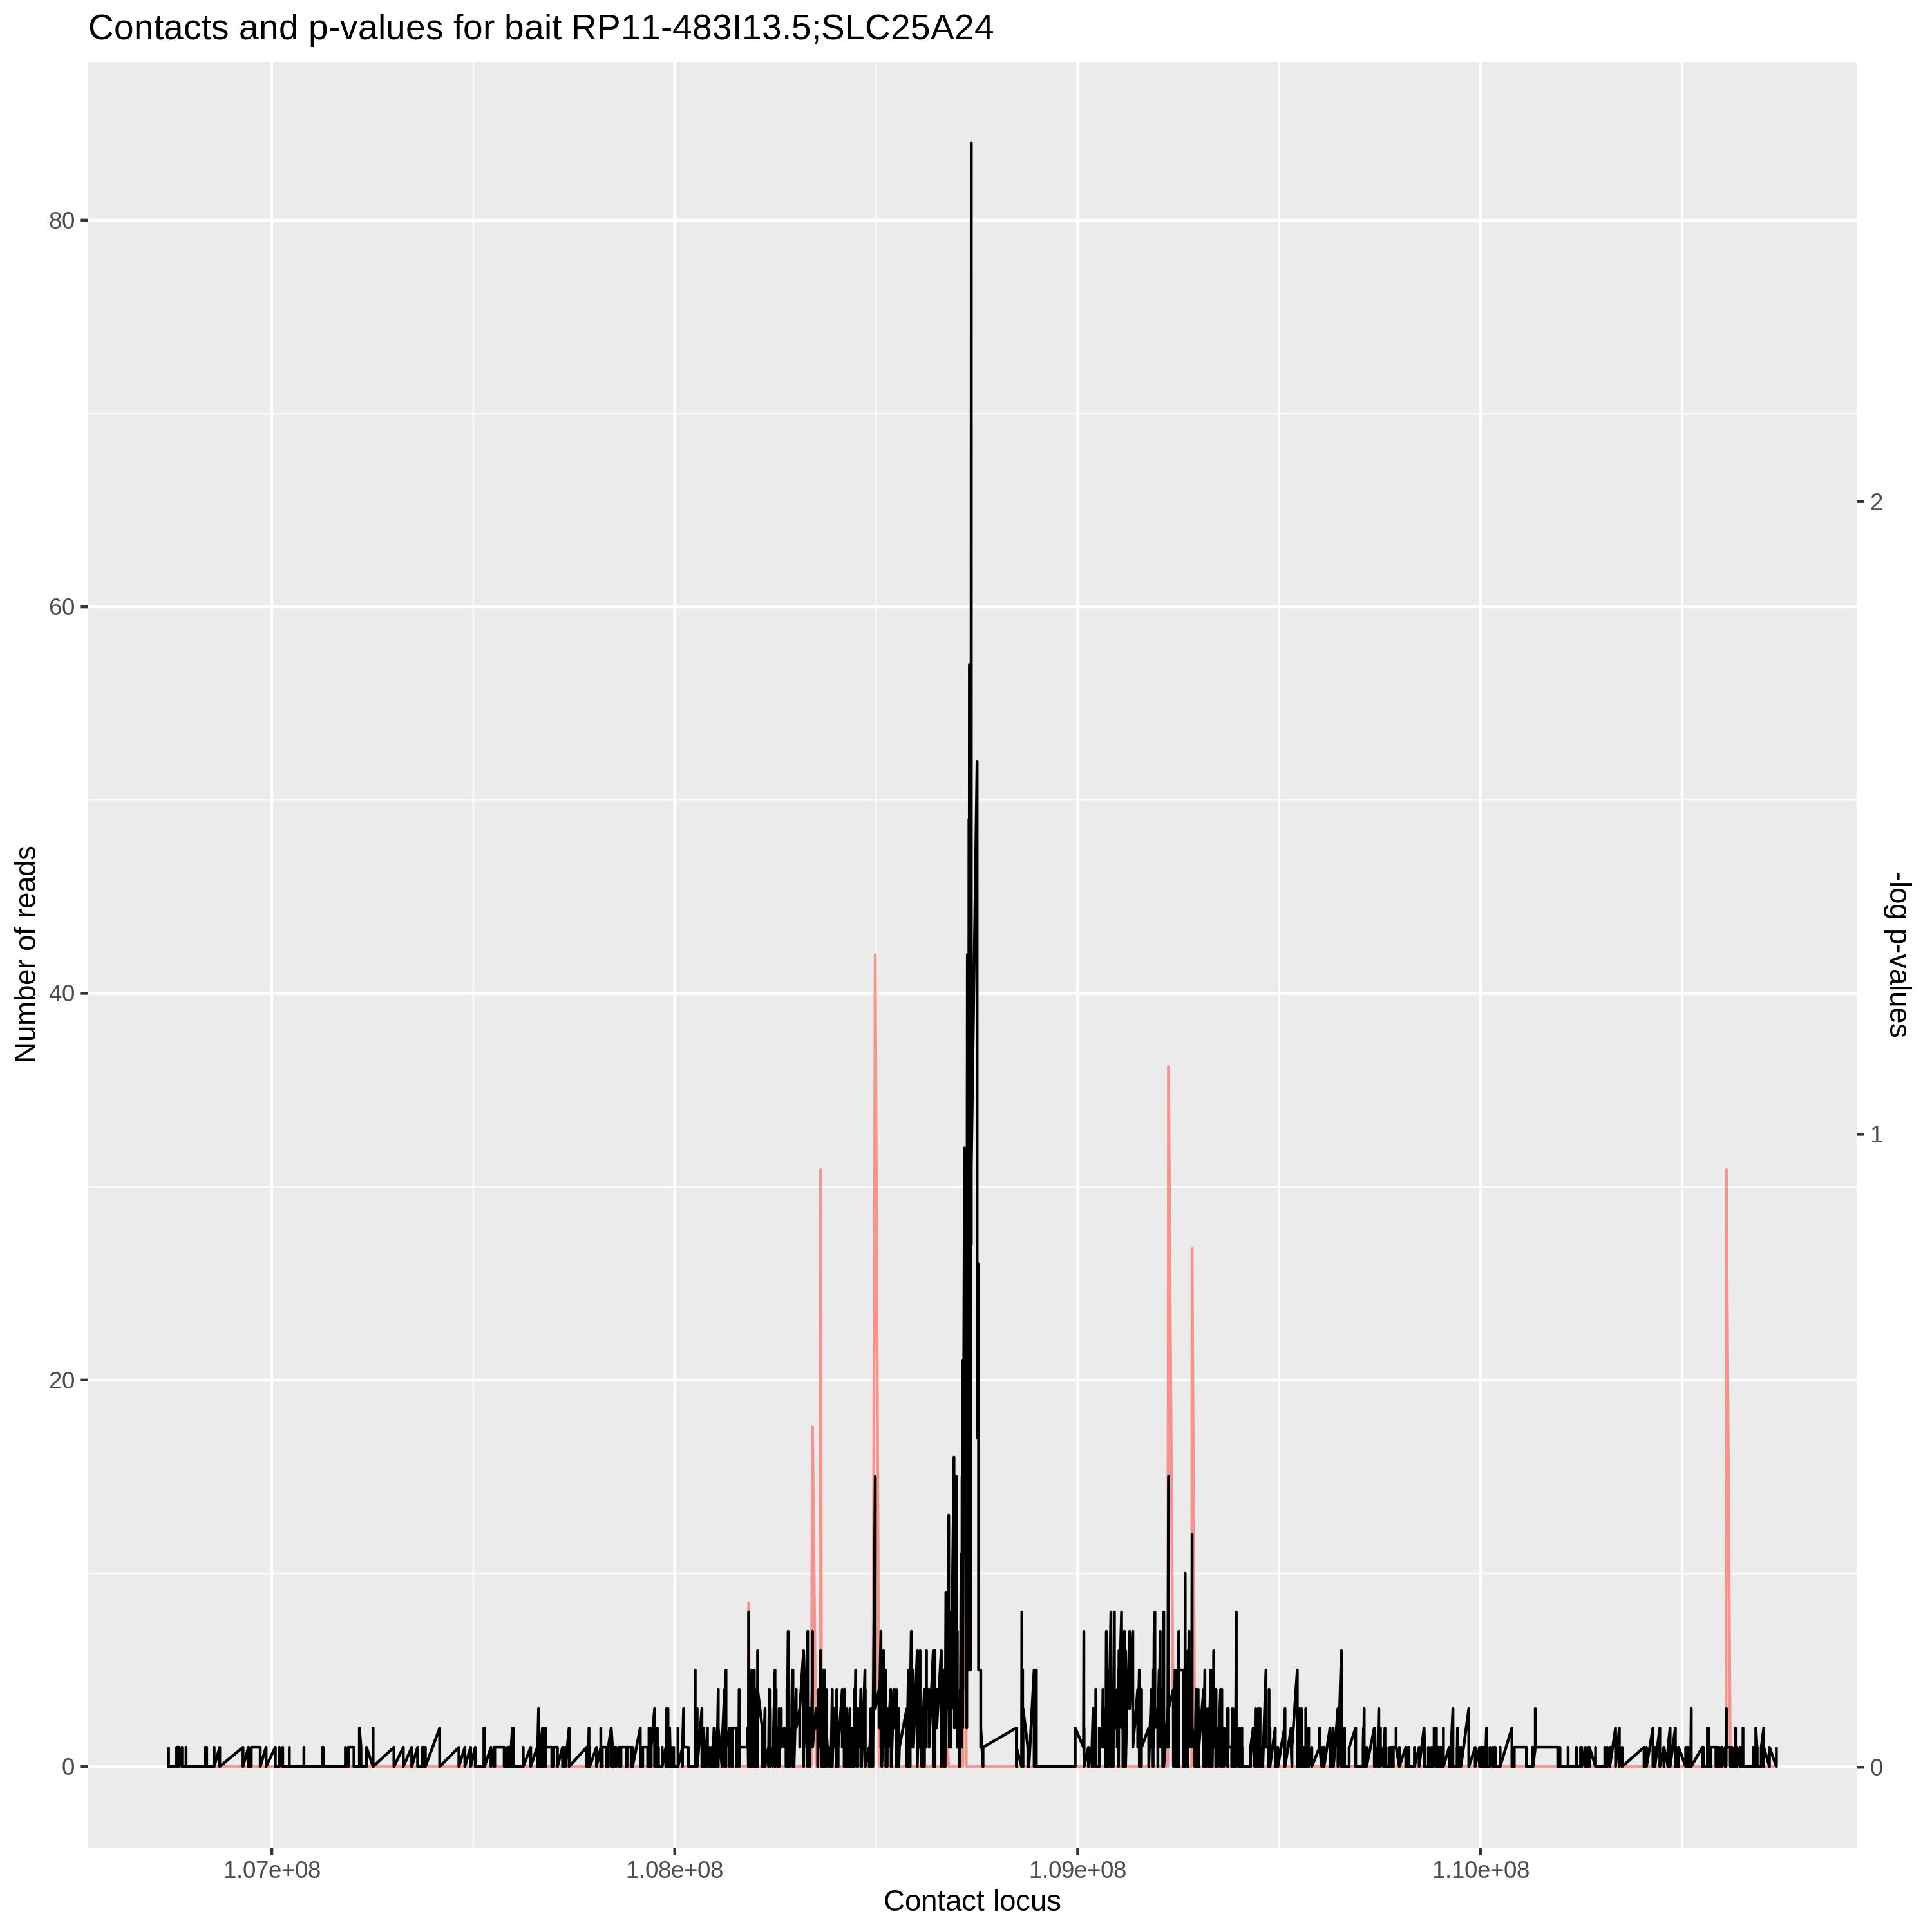 Contacts and p-values for bait RP11-483I13.5;SLC25A24
80
60
40
20
0
Number of reads
2
1
0
-log p-values
1.07e+08
1.08e+08
1.09e+08
1.10e+08
Contact locus